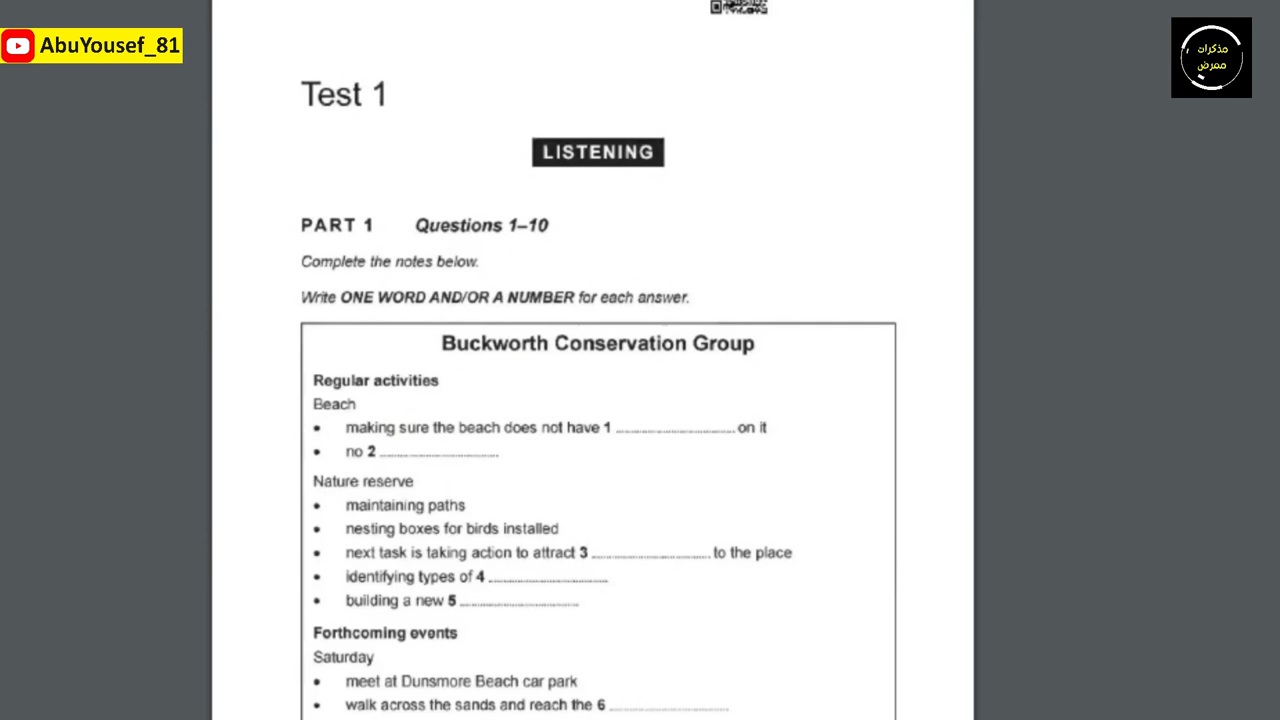 AbuYousef_81
مذكرات
ممرض
Test 1
LISTENING
PART 1 Questions 1–10
Complete the notes below.
Write ONE WORD AND/OR A NUMBER for each answer.
Buckworth Conservation Group
Regular activities
Beach
• making sure the beach does not have 1 .............................. on it
• no 2 ..............................
Nature reserve
• maintaining paths
• nesting boxes for birds installed
• next task is taking action to attract 3 .............................. to the place
• identifying types of 4 ..............................
• building a new 5 ..............................
Forthcoming events
Saturday
• meet at Dunsmore Beach car park
• walk across the sands and reach the 6 ..............................